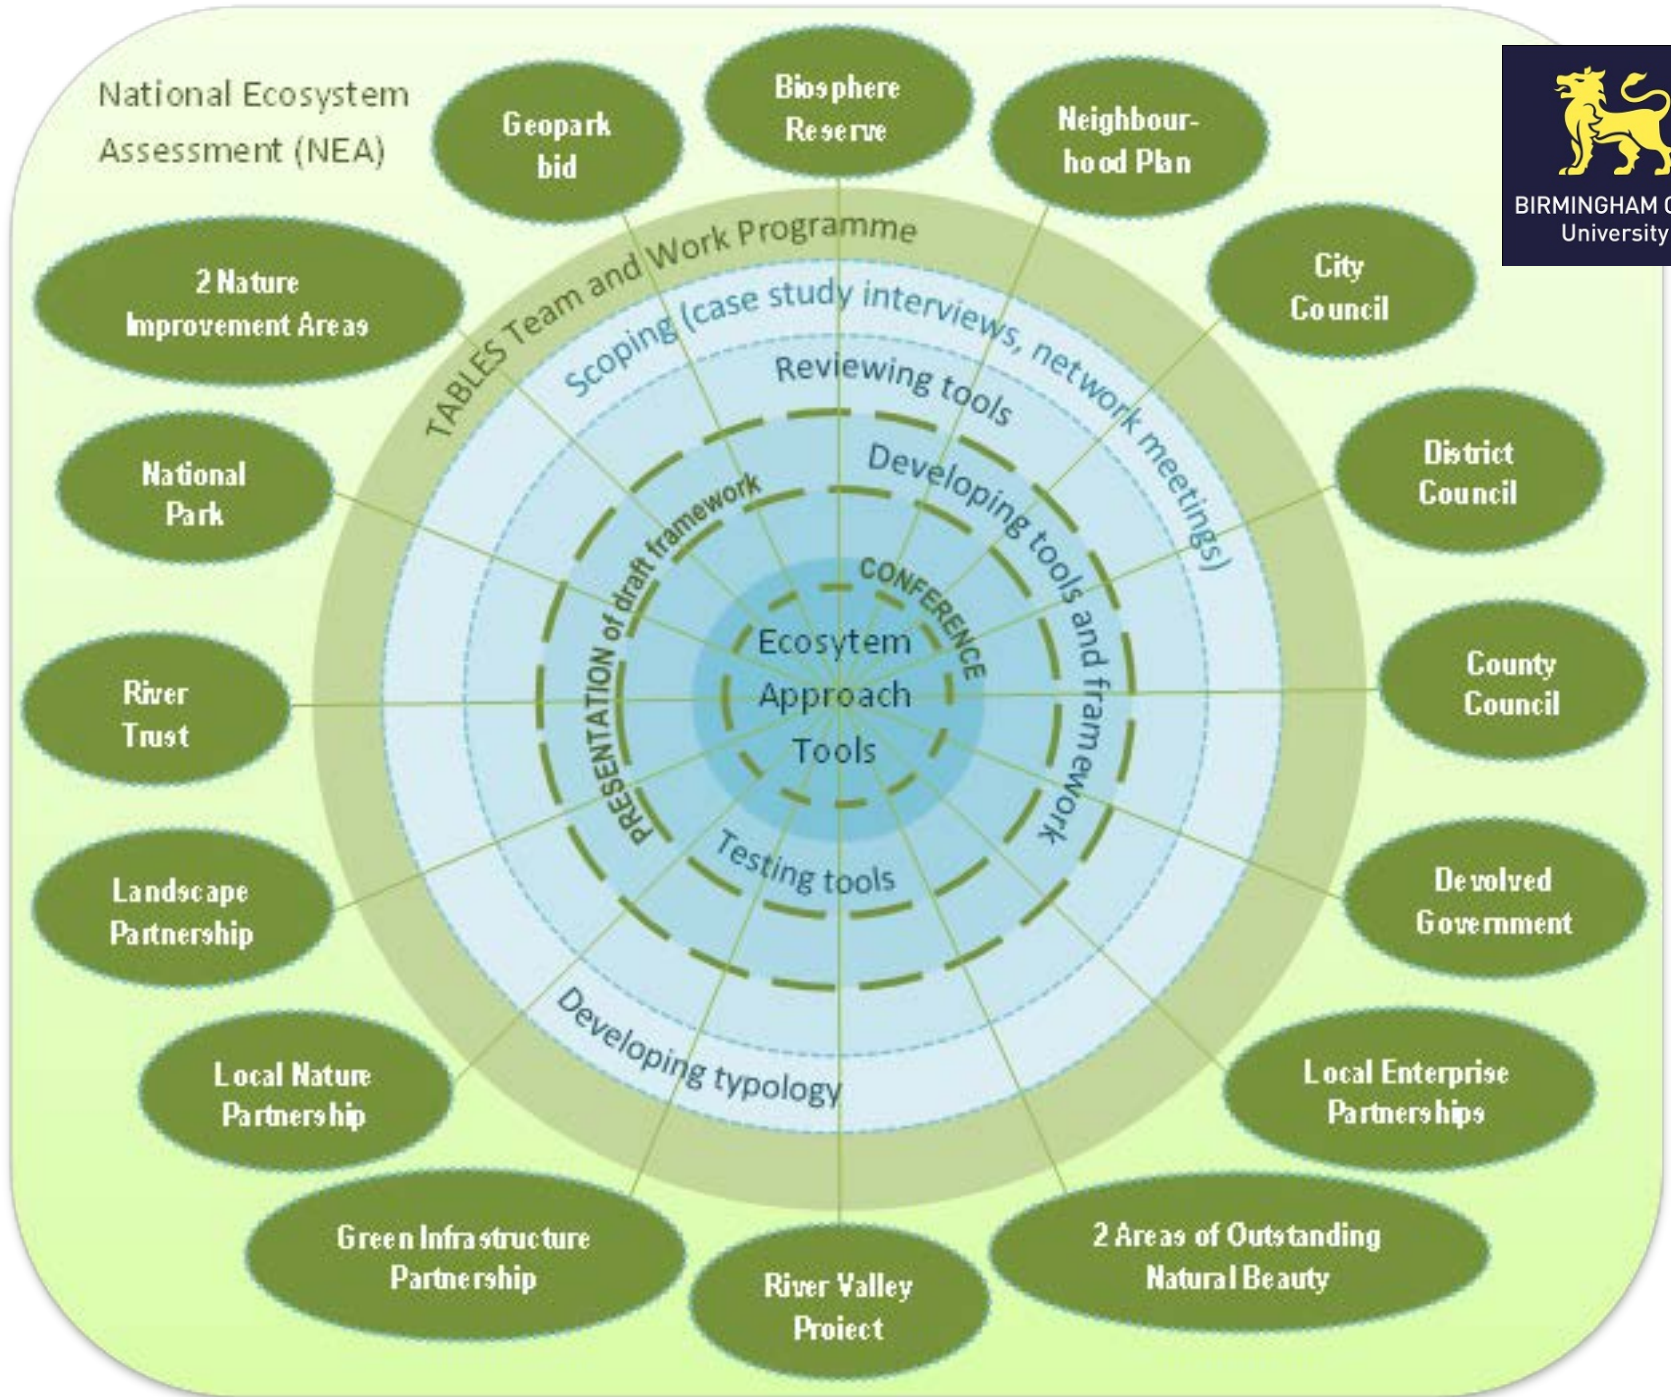 National Ecosystem
Assessment (NEA)
Geopark
bid
Biosphere
Reserve
Neighbour-
hood Plan
BIRMINGHAM
University
City
Council
District
Council
County
Council
Devolved
Government
Local Enterprise
Partnerships
2 Areas of Outstanding
Natural Beauty
River Valley
Project
Green Infrastructure
Partnership
Local Nature
Partnership
Landscape
Partnership
River
Trust
National
Park
2 Nature
Improvement Areas
TABLES Team and Work Programme
Scoping (case study interviews, network meetings)
Reviewing tools
Developing tools and framework
PRESENTATION of draft framework
CONFERENCE
Ecosytem
Approach
Tools
Testing tools
Developing typology